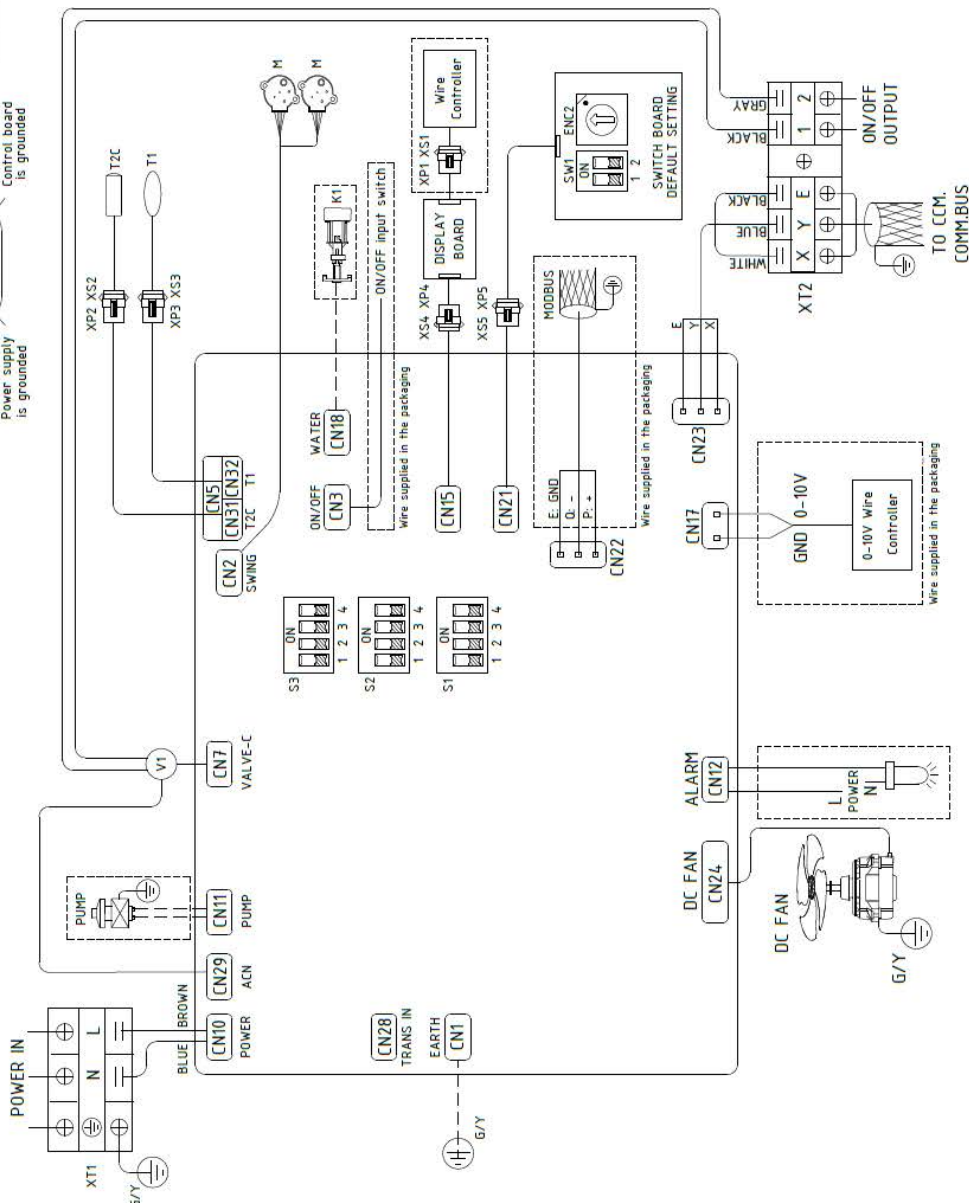 Power supply
is grounded
Control board
is grounded
T2C
T1
XP2 XS2
XP3 XS3
M
M
Wire
Controller
XP1 XS1
DISPLAY
BOARD
XS4 XP4
XS5 XP5
K1
ON/OFF input switch
Wire supplied in the packaging
WATER
CN18
ON/OFF
CN3
CN15
CN21
SW1
ON
1 2
ENC2
SWITCH BOARD
DEFAULT SETTING
MODBUS
E: GND
Q: -
P: +
CN22
Wire supplied in the packaging
GRAY
BLACK
2
1
ON/OFF
OUTPUT
BLACK
BLUE
WHITE
E
Y
X
XT2
TO CCM.
COMM.BUS
E
Y
X
CN23
CN5
CN31
CN32
T2C
T1
CN2
SWING
S3
ON
1 2 3 4
S2
ON
1 2 3 4
S1
ON
1 2 3 4
CN17
GND 0-10V
0-10V Wire
Controller
Wire supplied in the packaging
V1
CN7
VALVE-C
PUMP
CN11
PUMP
CN29
ACN
BLUE BROWN
CN10
POWER
POWER IN
L
N
XT1
G/Y
CN28
TRANS IN
EARTH
CN1
G/Y
ALARM
CN12
L
POWER
N
DC FAN
CN24
DC FAN
G/Y